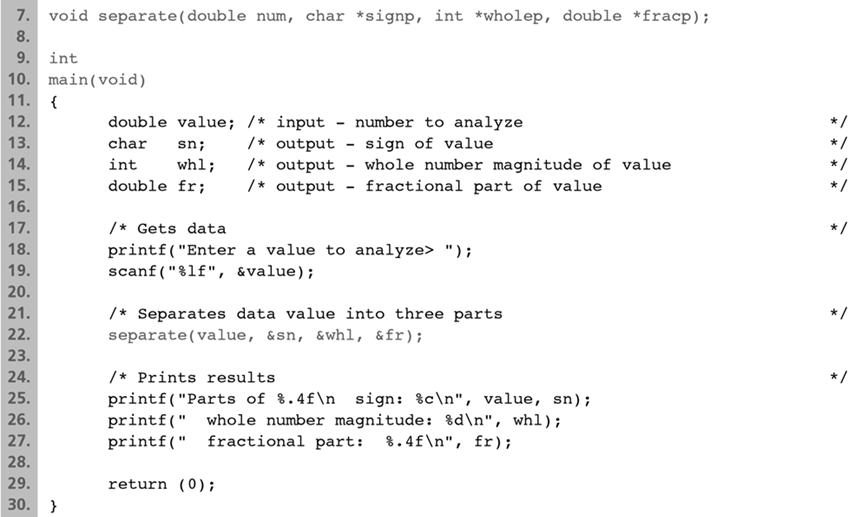 7. void separate(double num, char *signp, int *wholep, double *fracp);
8.
9. int
10. main(void)
11. {
12. double value; /* input – number to analyze */
13. char sn; /* output – sign of value */
14. int whl; /* output – whole number magnitude of value */
15. double fr; /* output – fractional part of value */
16.
17. /* Gets data */
18. printf("Enter a value to analyze> ");
19. scanf("%lf", &value);
20.
21. /* Separates data value into three parts */
22. separate(value, &sn, &whl, &fr);
23.
24. /* Prints results */
25. printf("Parts of %.4f\n  sign: %c\n", value, sn);
26. printf("  whole number magnitude: %d\n", whl);
27. printf("  fractional part:  %.4f\n", fr);
28.
29. return (0);
30. }